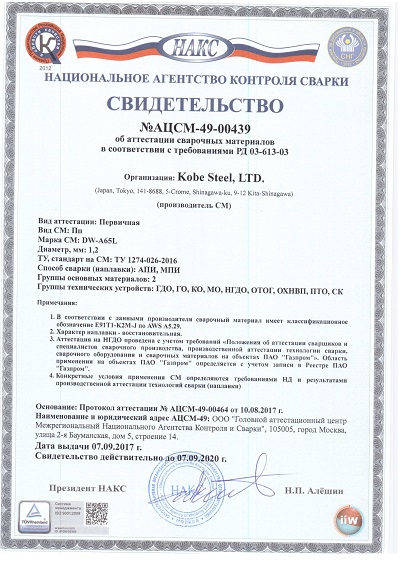 2012
НАКС
СНГ
НАЦИОНАЛЬНОЕ АГЕНТСТВО КОНТРОЛЯ СВАРКИ
СВИДЕТЕЛЬСТВО
№АЦСМ-49-00439
об аттестации сварочных материалов
в соответствии с требованиями РД 03-613-03
Организация: Kobe Steel, LTD.
(Japan, Tokyo, 141-8688, 5-Crome, Shinagawa-ku, 9-12 Kita-Shinagawa)
(производитель СМ)
Вид аттестации: Первичная
Вид СМ: Пп
Марка СМ: DW-A65L
Диаметр, мм: 1,2
ТУ, стандарт на СМ: ТУ 1274-026-2016
Способ сварки (наплавки): АПИ, МПИ
Группы основных материалов: 2
Группы технических устройств: ГДО, ГО, КО, МО, НГДО, ОТОГ, ОХНВП, ПТО, СК
Примечания:
1. В соответствии с данными производителя сварочный материал имеет классификационное
обозначение E91T1-K2M-J по AWS A5.29.
2. Характер наплавки - восстановительная.
3. Аттестация на НГДО проведена с учетом требований «Положения об аттестации сварщиков и
специалистов сварочного производства, производственной аттестации технологии сварки,
сварочного оборудования и сварочных материалов на объектах ПАО "Газпром"». Область
применения на объектах ПАО "Газпром" определяется с учетом записи в Реестре ПАО
"Газпром".
4. Конкретные условия применения СМ определяются требованиями НД и результатами
производственной аттестации технологий сварки (наплавки)
Основание: Протокол аттестации № АЦСМ-49-00464 от 10.08.2017 г.
Наименование и юридический адрес АЦСМ-49: ООО "Головной аттестационный центр
Межрегиональный Национального Агентства Контроля и Сварки", 105005, город Москва,
улица 2-я Бауманская, дом 5, строение 14.
Дата выдачи 07.09.2017 г.
Свидетельство действительно до 07.09.2020 г.
Президент НАКС
НАКС
Н.П. Алёшин
TÜVRheinland
Система
менеджмента
ISO 9001:2008
IIW